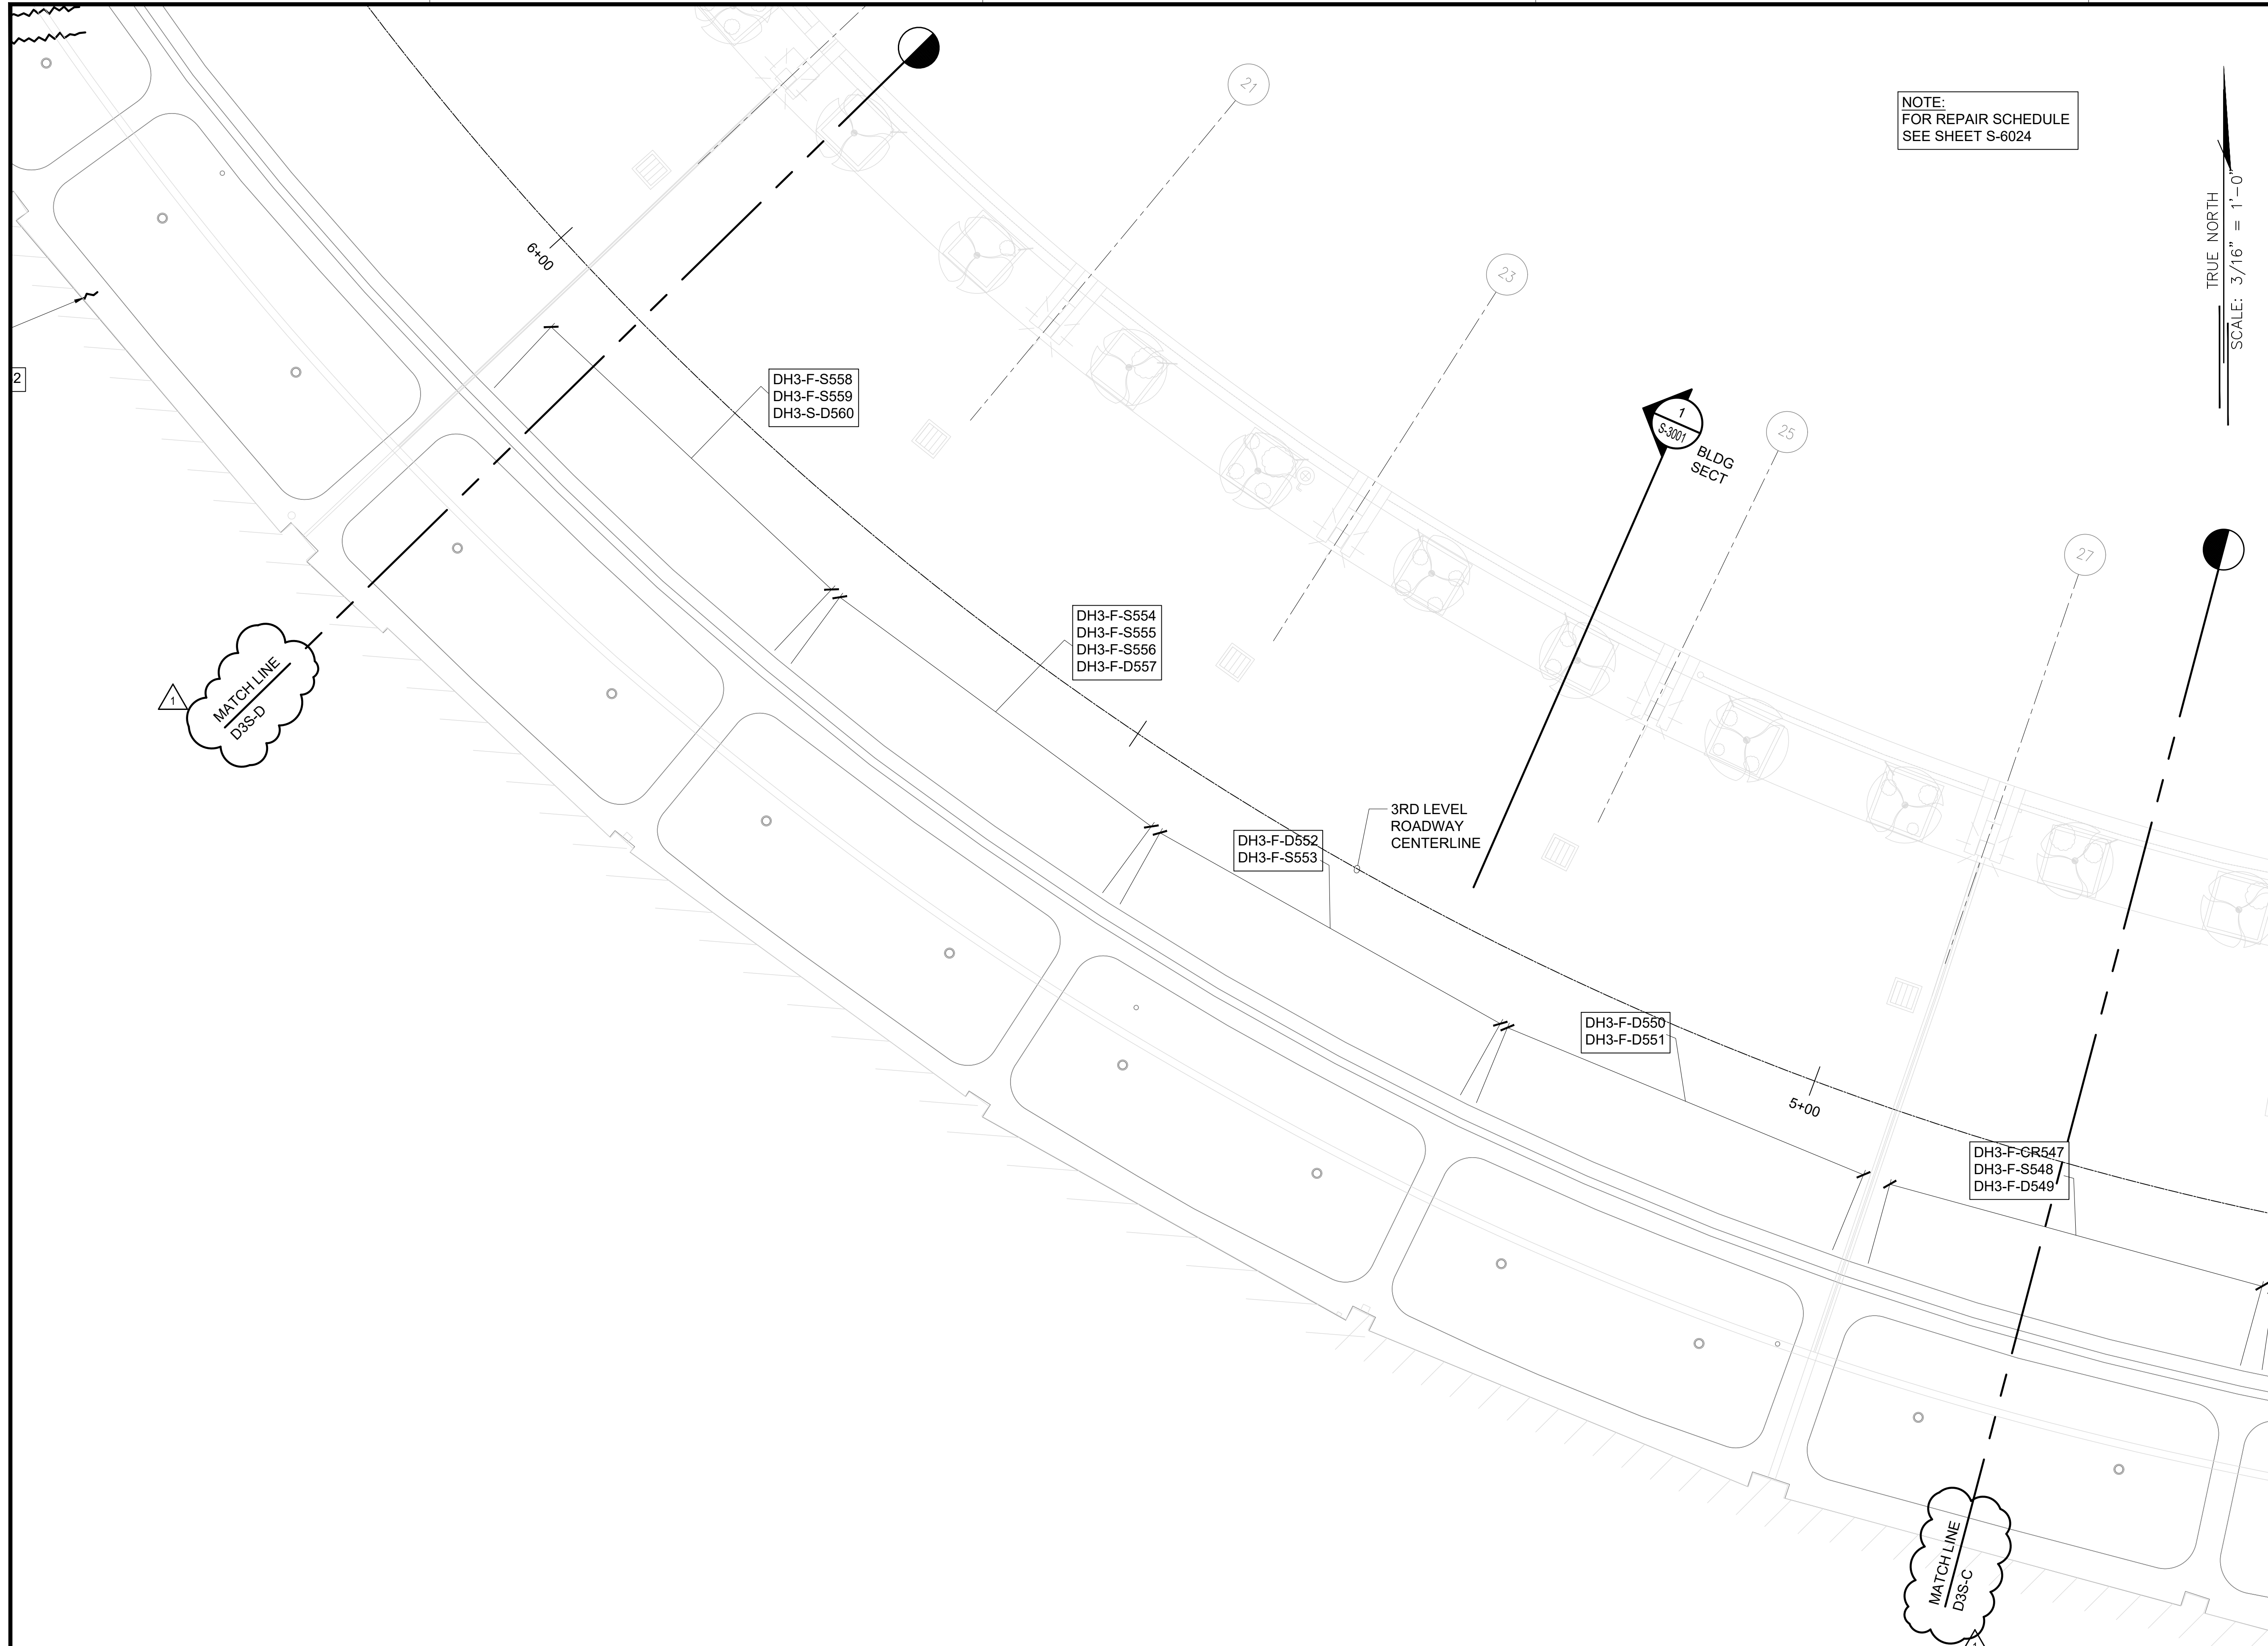 21
NOTE:
FOR REPAIR SCHEDULE
SEE SHEET S-6024
TRUE NORTH
SCALE: 3/16" = 1'-0"
6+00
23
2
DH3-F-S558
DH3-F-S559
DH3-S-D560
1
S-3001
BLDG
SECT
25
27
DH3-F-S554
DH3-F-S555
DH3-F-S556
DH3-F-D557
1
MATCH LINE
D3S-D
3RD LEVEL
ROADWAY
CENTERLINE
DH3-F-D552
DH3-F-S553
DH3-F-D550
DH3-F-D551
5+00
DH3-F-CR547
DH3-F-S548
DH3-F-D549
MATCH LINE
D3S-C